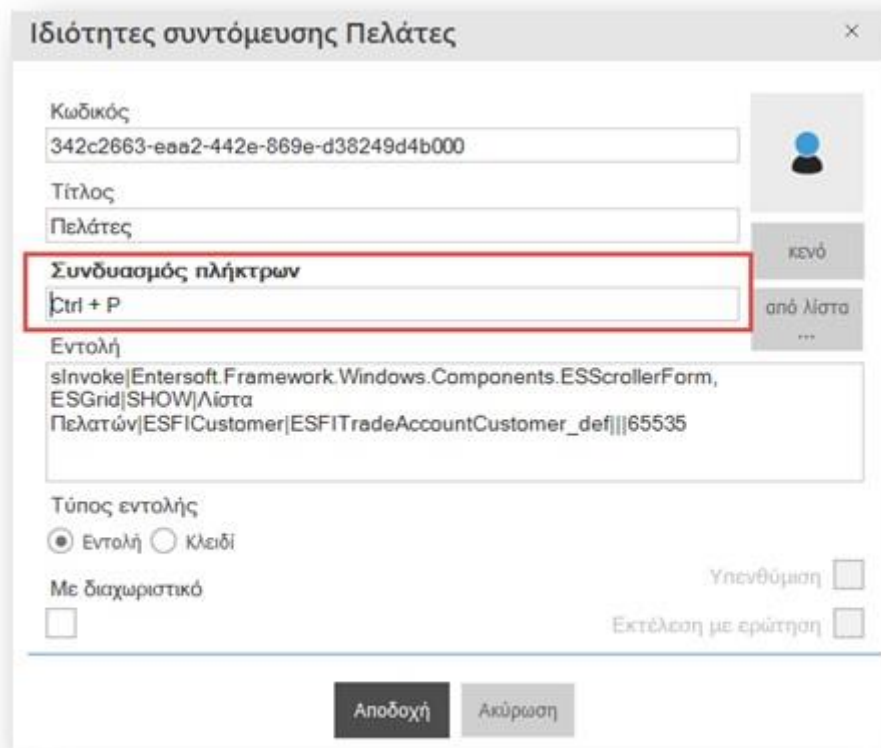 Ιδιότητες συντόμευσης Πελάτες
Κωδικός
342c2663-eaa2-442e-869e-d38249d4b000
Τίτλος
Πελάτες
κενό
Συνδυασμός πλήκτρων
Ctrl + P
από λίστα
...
Εντολή
sInvoke|Entersoft.Framework.Windows.Components.ESScrollerForm,
ESGrid|SHOW|Λίστα
Πελατών|ESFICustomer|ESFITradeAccountCustomer_def|||65535
Τύπος εντολής
Εντολή Κλειδί
Υπενθύμιση
Με διαχωριστικό
Εκτέλεση με ερώτηση
Αποδοχή Ακύρωση